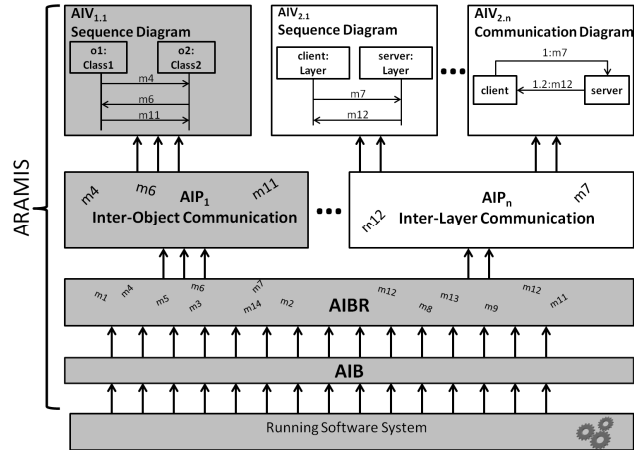 AIV1.1
Sequence Diagram
o1:
Class1
o2:
Class2
m4
m6
m11
AIV2.1
Sequence Diagram
client:
Layer
server:
Layer
m7
m12
AIV2.n
Communication Diagram
1:m7
client
1.2:m12
server
ARAMIS
m4
m6
AIP1
m11
Inter-Object Communication
m12
AIPn
m7
Inter-Layer Communication
m1
m4
m5
m6
m3
m7
m14
m2
AIBR
m12
m8
m13
m9
m12
m11
AIB
Running Software System